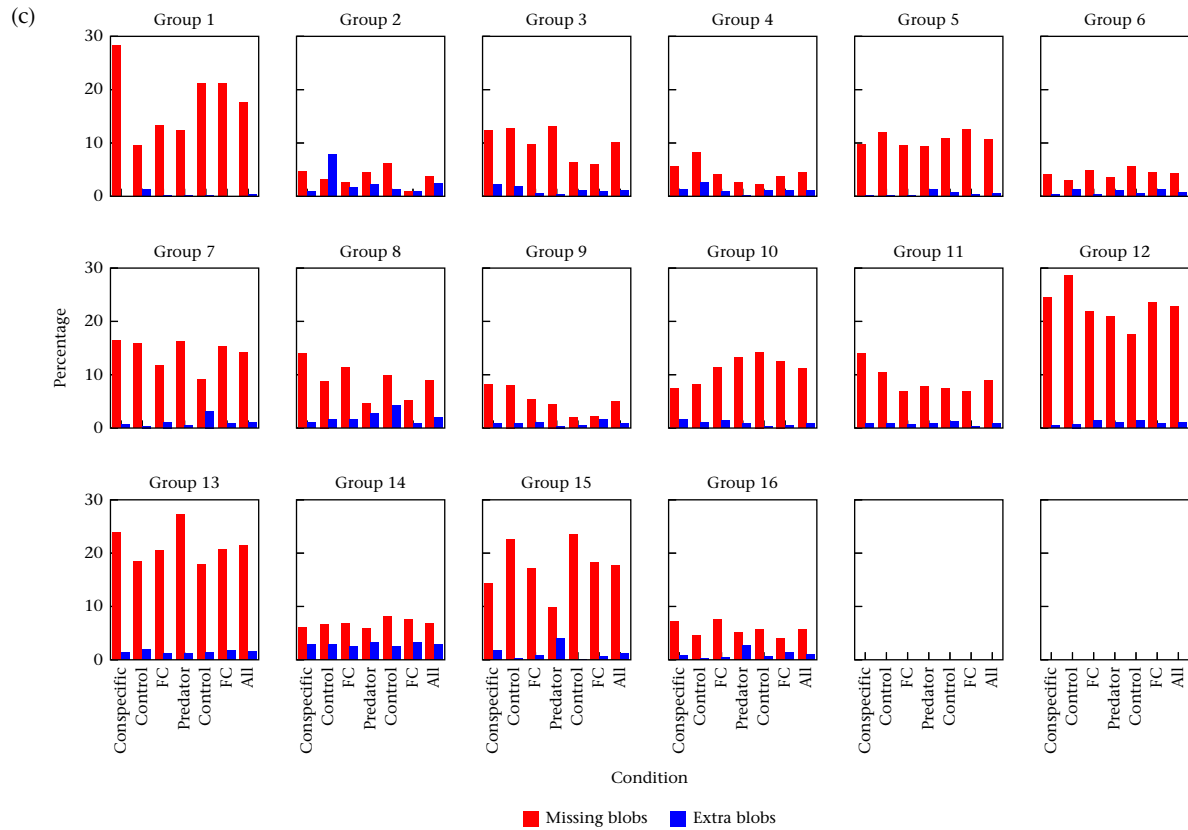 (c)
Group 1 Group 2 Group 3 Group 4 Group 5 Group 6
30
20
10
0
Group 7 Group 8 Group 9 Group 10 Group 11 Group 12
30
20
10
0
Percentage
Group 13 Group 14 Group 15 Group 16
30
20
10
0
Conspecific Control FC Predator Control FC All
Conspecific Control FC Predator Control FC All
Conspecific Control FC Predator Control FC All
Conspecific Control FC Predator Control FC All
Conspecific Control FC Predator Control FC All
Conspecific Control FC Predator Control FC All
Condition
Missing blobs Extra blobs